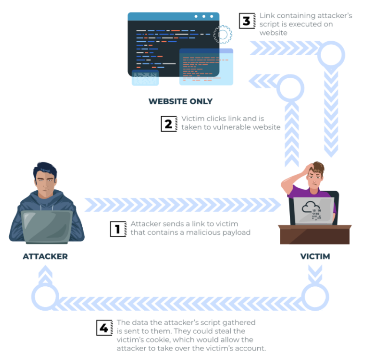 3
Link containing attacker's
script is executed on
website
WEBSITE ONLY
2
Victim clicks link and is
taken to vulnerable website
1
Attacker sends a link to victim
that contains a malicious payload
ATTACKER
VICTIM
4
The data the attacker's script gathered
is sent to them. They could steal the
victim's cookie, which would allow the
attacker to take over the victim's account.